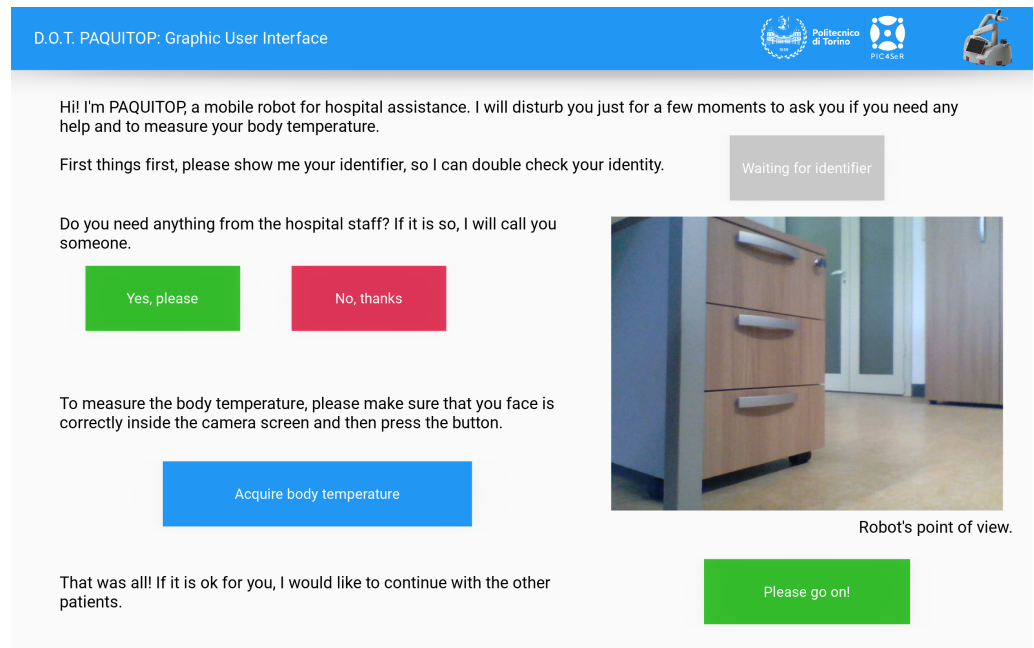 D.O.T. PAQUITOP: Graphic User Interface
Politecnico
di Torino
1859
PIC4SeR
Hi! I'm PAQUITOP, a mobile robot for hospital assistance. I will disturb you just for a few moments to ask you if you need any
help and to measure your body temperature.
First things first, please show me your identifier, so I can double check your identity.
Waiting for identifier
Do you need anything from the hospital staff? If it is so, I will call you
someone.
Yes, please
No, thanks
To measure the body temperature, please make sure that you face is
correctly inside the camera screen and then press the button.
Acquire body temperature
Robot's point of view.
That was all! If it is ok for you, I would like to continue with the other
patients.
Please go on!